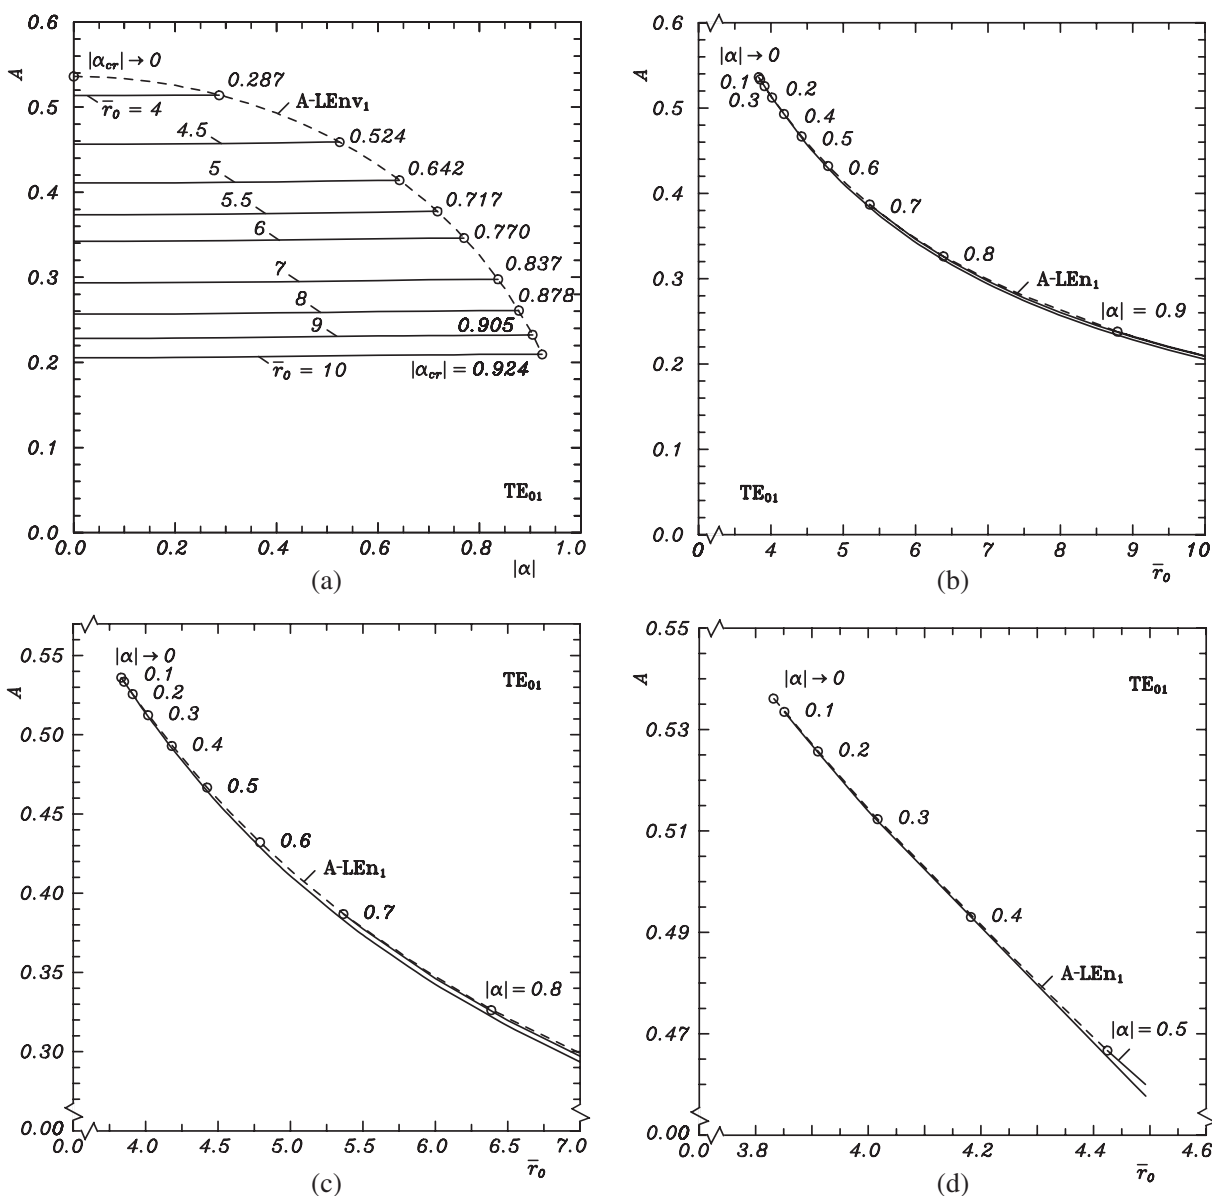 0.6
0.5
0.4
0.3
0.2
0.1
0.0
A
|α_cr| → 0
0.287
r̄₀ = 4
A-LEnv₁
4.5
0.524
5
0.642
5.5
0.717
6
0.770
7
0.837
8
0.878
9
0.905
r̄₀ = 10
|α_cr| = 0.924
TE₀₁
0.0 0.2 0.4 0.6 0.8 1.0
|α|
(a)
0.6
0.5
0.4
0.3
0.2
0.1
0.0
A
|α| → 0
0.1
0.2
0.3
0.4
0.5
0.6
0.7
0.8
A-LEn₁
|α| = 0.9
TE₀₁
0 4 5 6 7 8 9 10
r̄₀
(b)
0.55
0.50
0.45
0.40
0.35
0.30
0.00
A
|α| → 0
0.1
0.2
0.3
0.4
0.5
0.6
A-LEn₁
0.7
|α| = 0.8
TE₀₁
0.0 4.0 4.5 5.0 5.5 6.0 6.5 7.0
r̄₀
(c)
0.55
0.53
0.51
0.49
0.47
0.00
A
|α| → 0
0.1
0.2
0.3
0.4
A-LEn₁
|α| = 0.5
TE₀₁
0.0 3.8 4.0 4.2 4.4 4.6
r̄₀
(d)